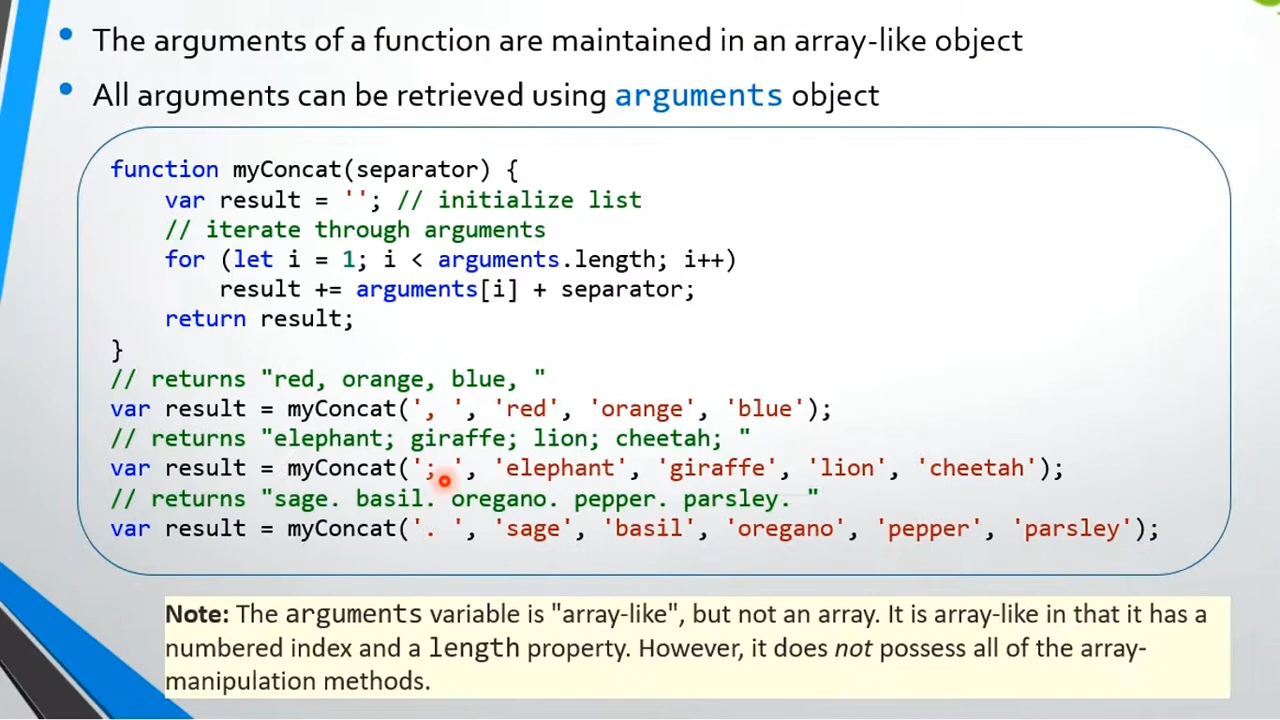 • The arguments of a function are maintained in an array-like object
• All arguments can be retrieved using arguments object
function myConcat(separator) {
    var result = ''; // initialize list
    // iterate through arguments
    for (let i = 1; i < arguments.length; i++)
        result += arguments[i] + separator;
    return result;
}
// returns "red, orange, blue, "
var result = myConcat(', ', 'red', 'orange', 'blue');
// returns "elephant; giraffe; lion; cheetah; "
var result = myConcat('; ', 'elephant', 'giraffe', 'lion', 'cheetah');
// returns "sage. basil. oregano. pepper. parsley. "
var result = myConcat('. ', 'sage', 'basil', 'oregano', 'pepper', 'parsley');
Note: The arguments variable is "array-like", but not an array. It is array-like in that it has a
numbered index and a length property. However, it does not possess all of the array-
manipulation methods.